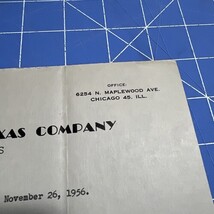 OFFICE:
6254 N. MAPLEWOOD AVE.
CHICAGO 45, ILL.
XAS COMPANY
S
November 26, 1956.